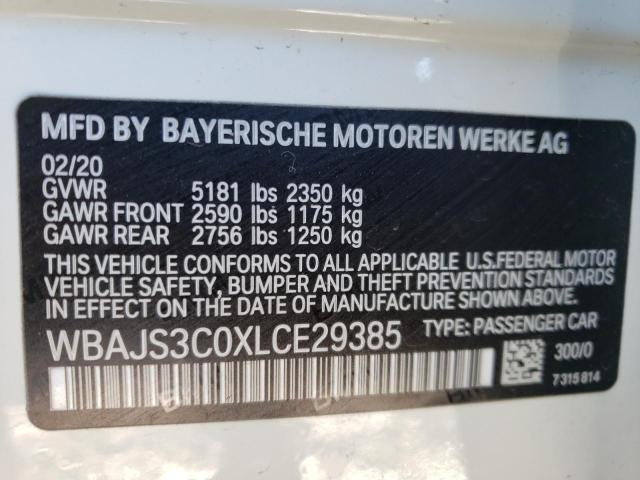 MFD BY BAYERISCHE MOTOREN WERKE AG
02/20
GVWR 5181 lbs 2350 kg
GAWR FRONT 2590 lbs 1175 kg
GAWR REAR 2756 lbs 1250 kg
THIS VEHICLE CONFORMS TO ALL APPLICABLE U.S.FEDERAL MOTOR
VEHICLE SAFETY, BUMPER AND THEFT PREVENTION STANDARDS
IN EFFECT ON THE DATE OF MANUFACTURE SHOWN ABOVE.
WBAJS3C0XLCE29385 TYPE: PASSENGER CAR
300/0
7315814